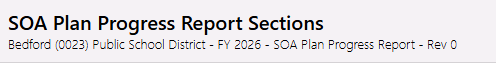 SOA Plan Progress Report Sections
Bedford (0023) Public School District - FY 2026 - SOA Plan Progress Report - Rev 0